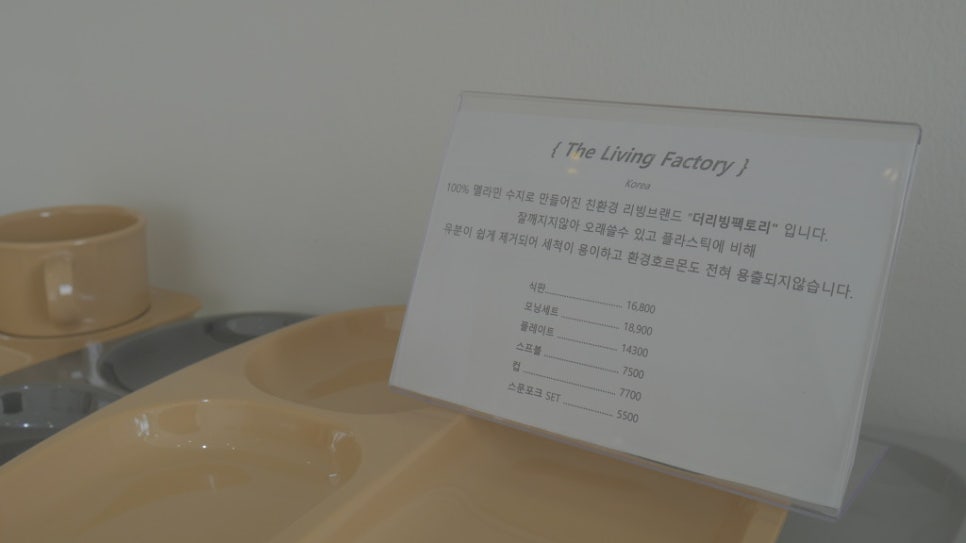 { The Living Factory }
Korea
100%멜라민 수지로 만들어진 친환경 리빙브랜드 "더리빙팩토리" 입니다.
잘깨지지않아 오래쓸수 있고 플라스틱에 비해
유분이 쉽게 제거되어 세척이 용이하고 환경호르몬도 전혀 용출되지않습니다.
식판........................ 16,800
모닝세트.................. 18,900
플레이트.................. 14300
스프볼...................... 7500
컵............................. 7700
스푼포크 SET.............. 5500